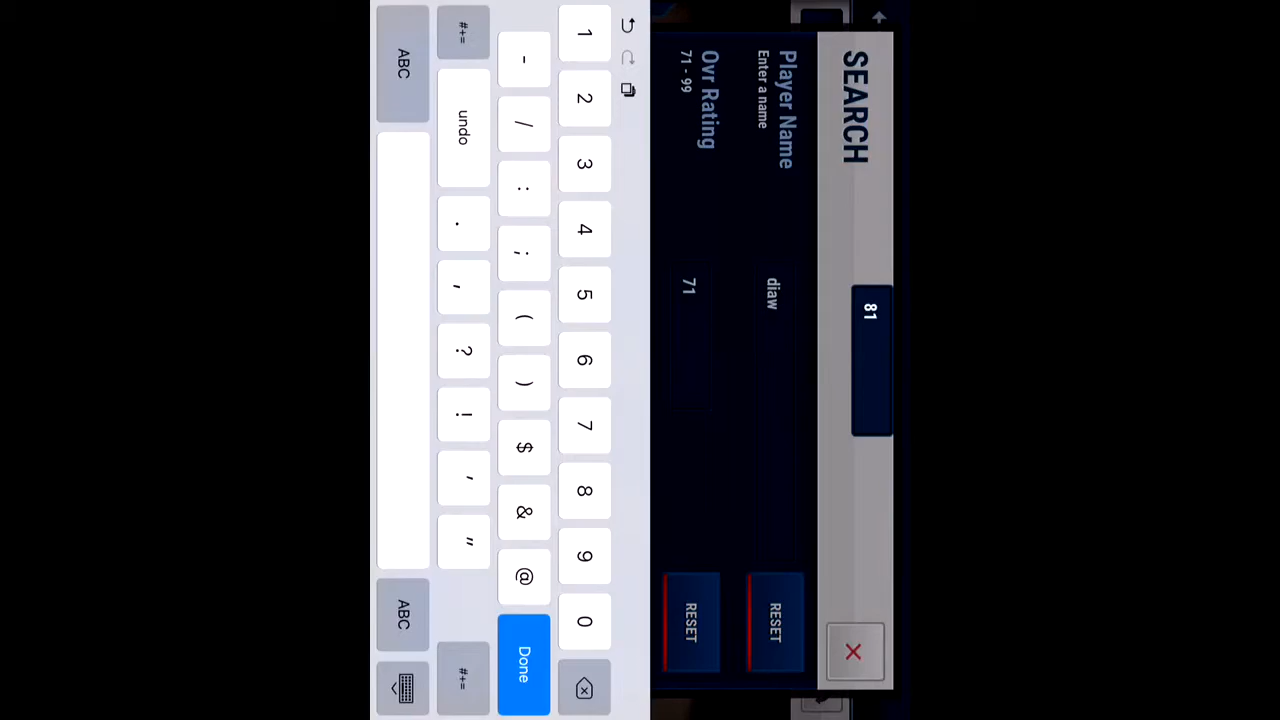 SEARCH
81
Player Name
Enter a name
diaw
RESET
Ovr Rating
71 - 99
71
RESET
1 2 3 4 5 6 7 8 9 0
- / : ; ( ) $ & @ Done
#+= undo . , ? ! ' " #+=
ABC ABC